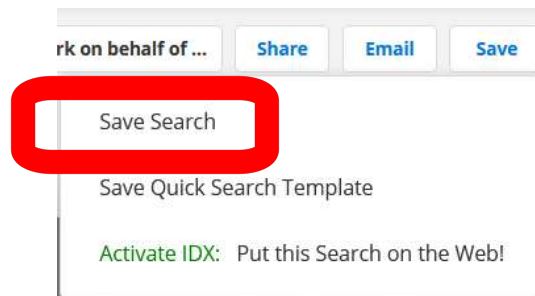 rk on behalf of ... Share Email Save
Save Search
Save Quick Search Template
Activate IDX: Put this Search on the Web!